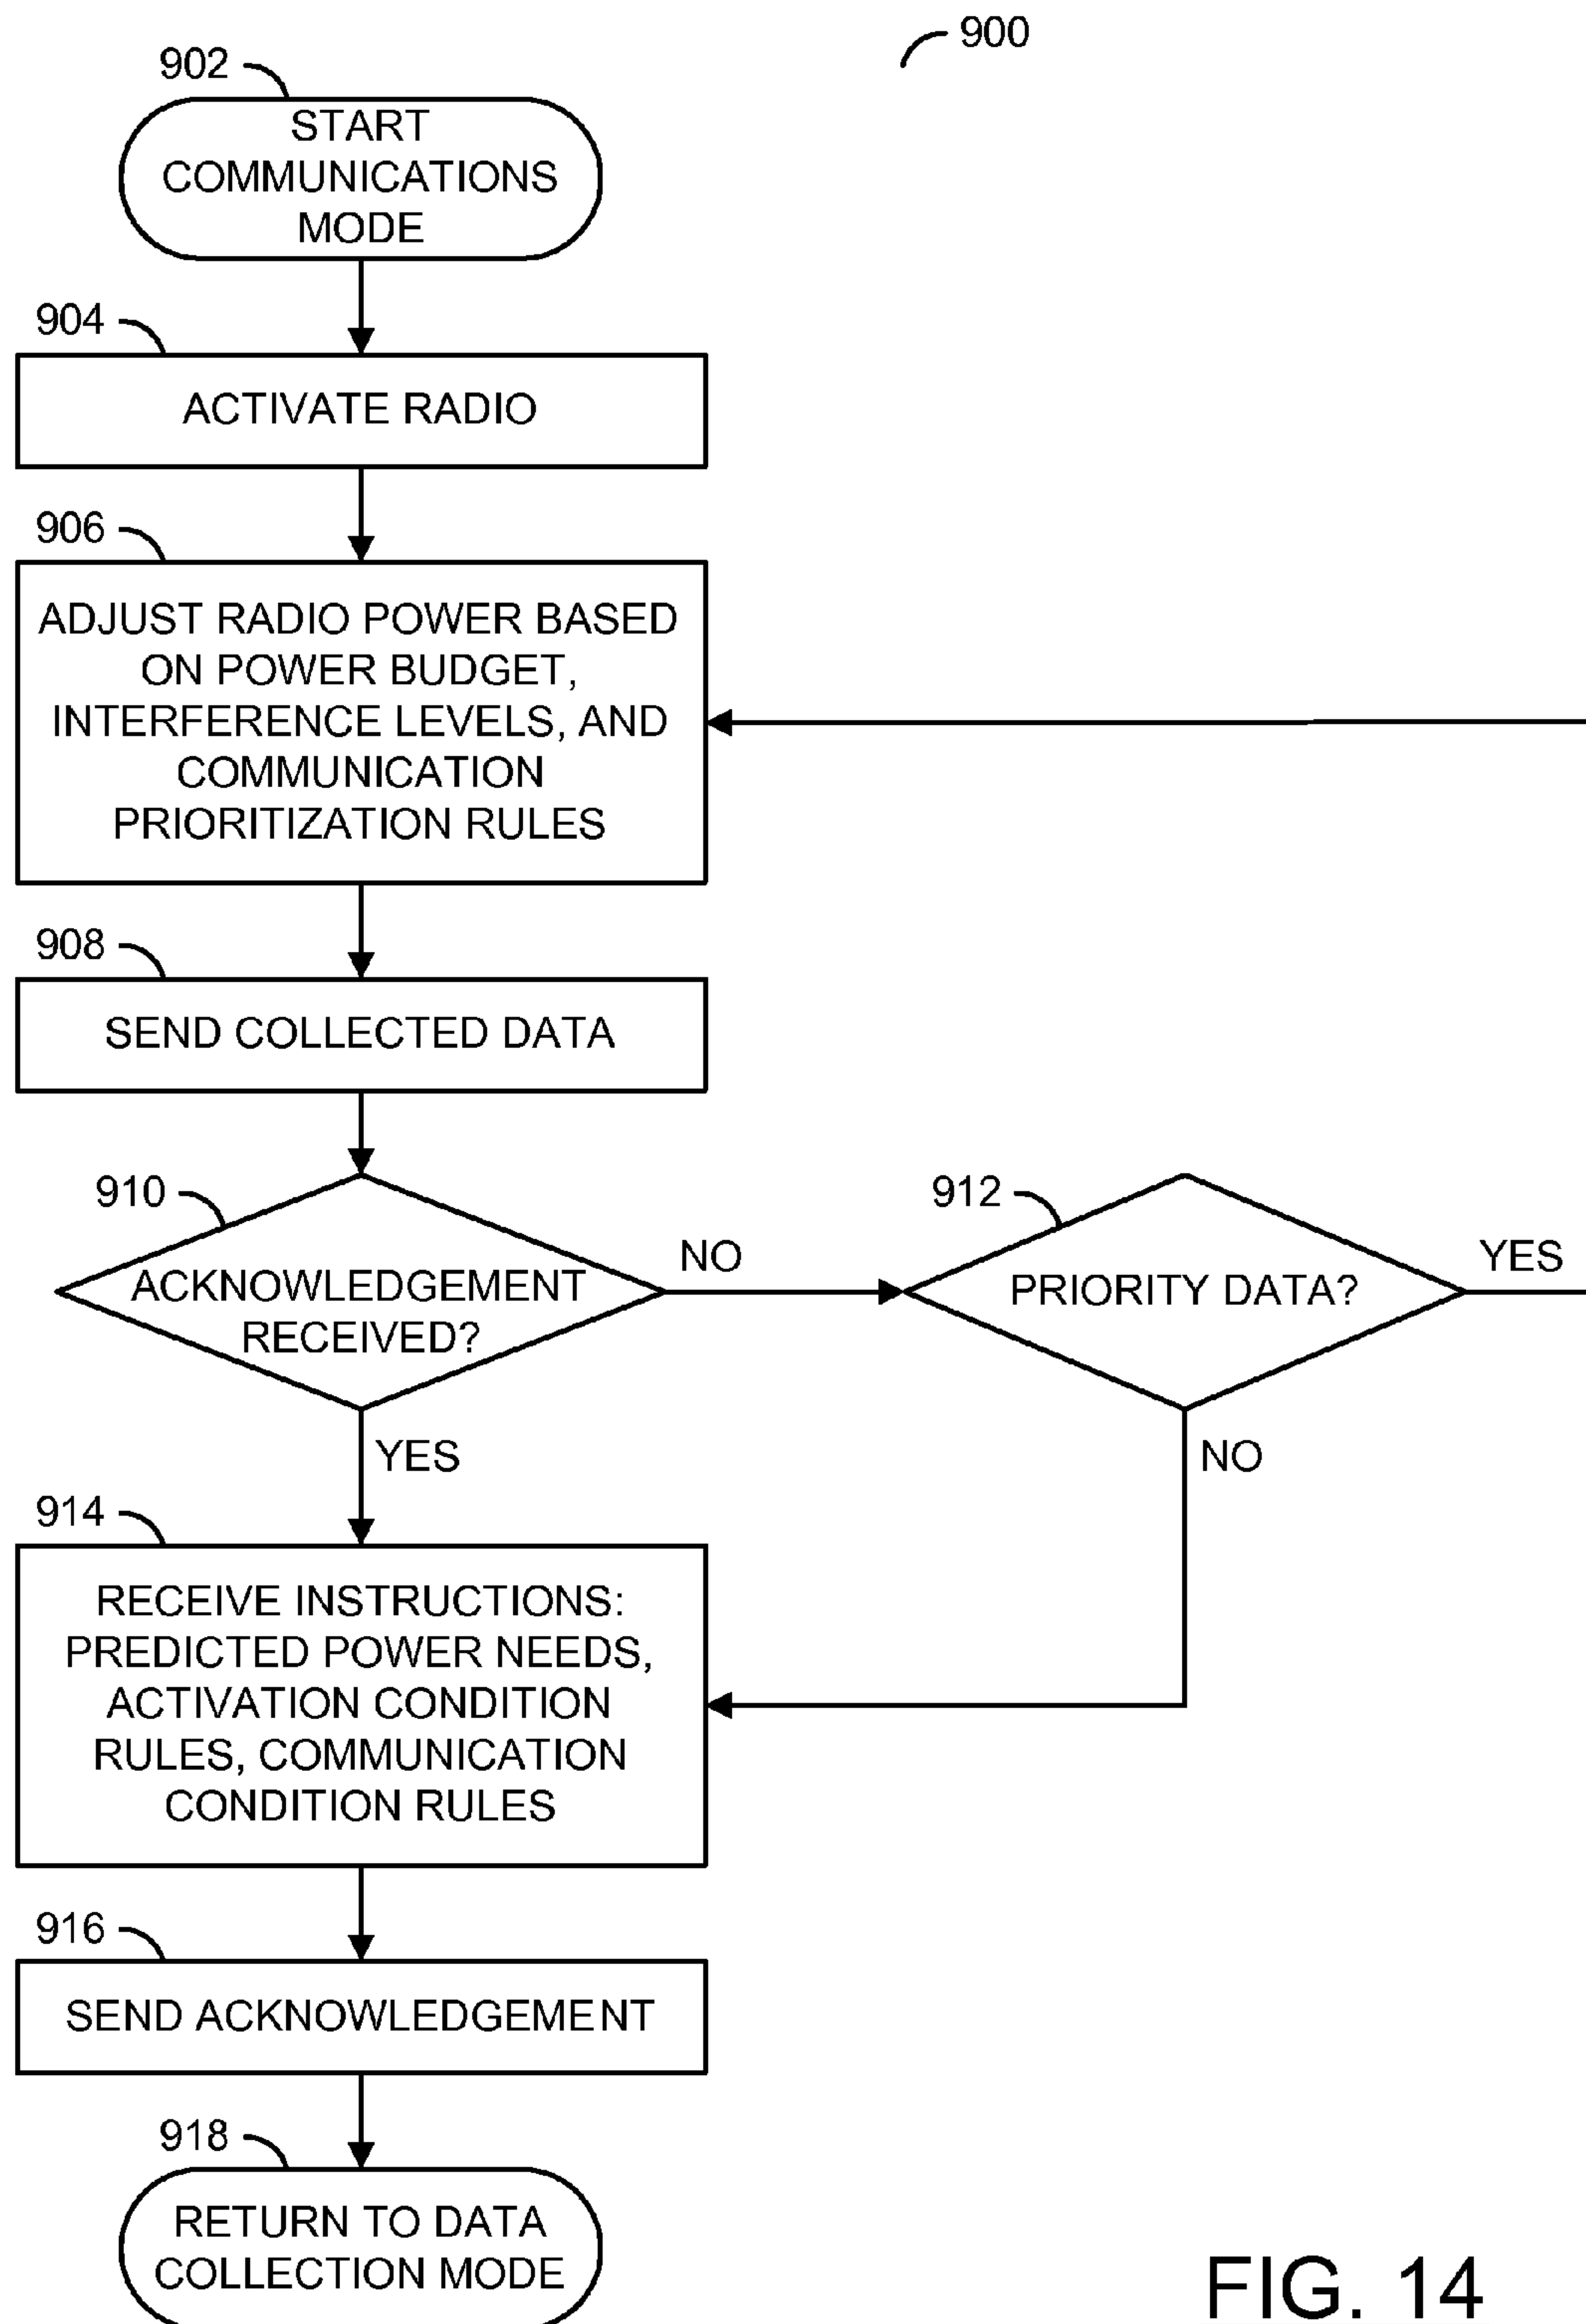 900
902
START
COMMUNICATIONS
MODE
904
ACTIVATE RADIO
906
ADJUST RADIO POWER BASED
ON POWER BUDGET,
INTERFERENCE LEVELS, AND
COMMUNICATION
PRIORITIZATION RULES
908
SEND COLLECTED DATA
910
ACKNOWLEDGEMENT
RECEIVED?
NO
912
PRIORITY DATA?
YES
YES
NO
914
RECEIVE INSTRUCTIONS:
PREDICTED POWER NEEDS,
ACTIVATION CONDITION
RULES, COMMUNICATION
CONDITION RULES
916
SEND ACKNOWLEDGEMENT
918
RETURN TO DATA
COLLECTION MODE
FIG. 14